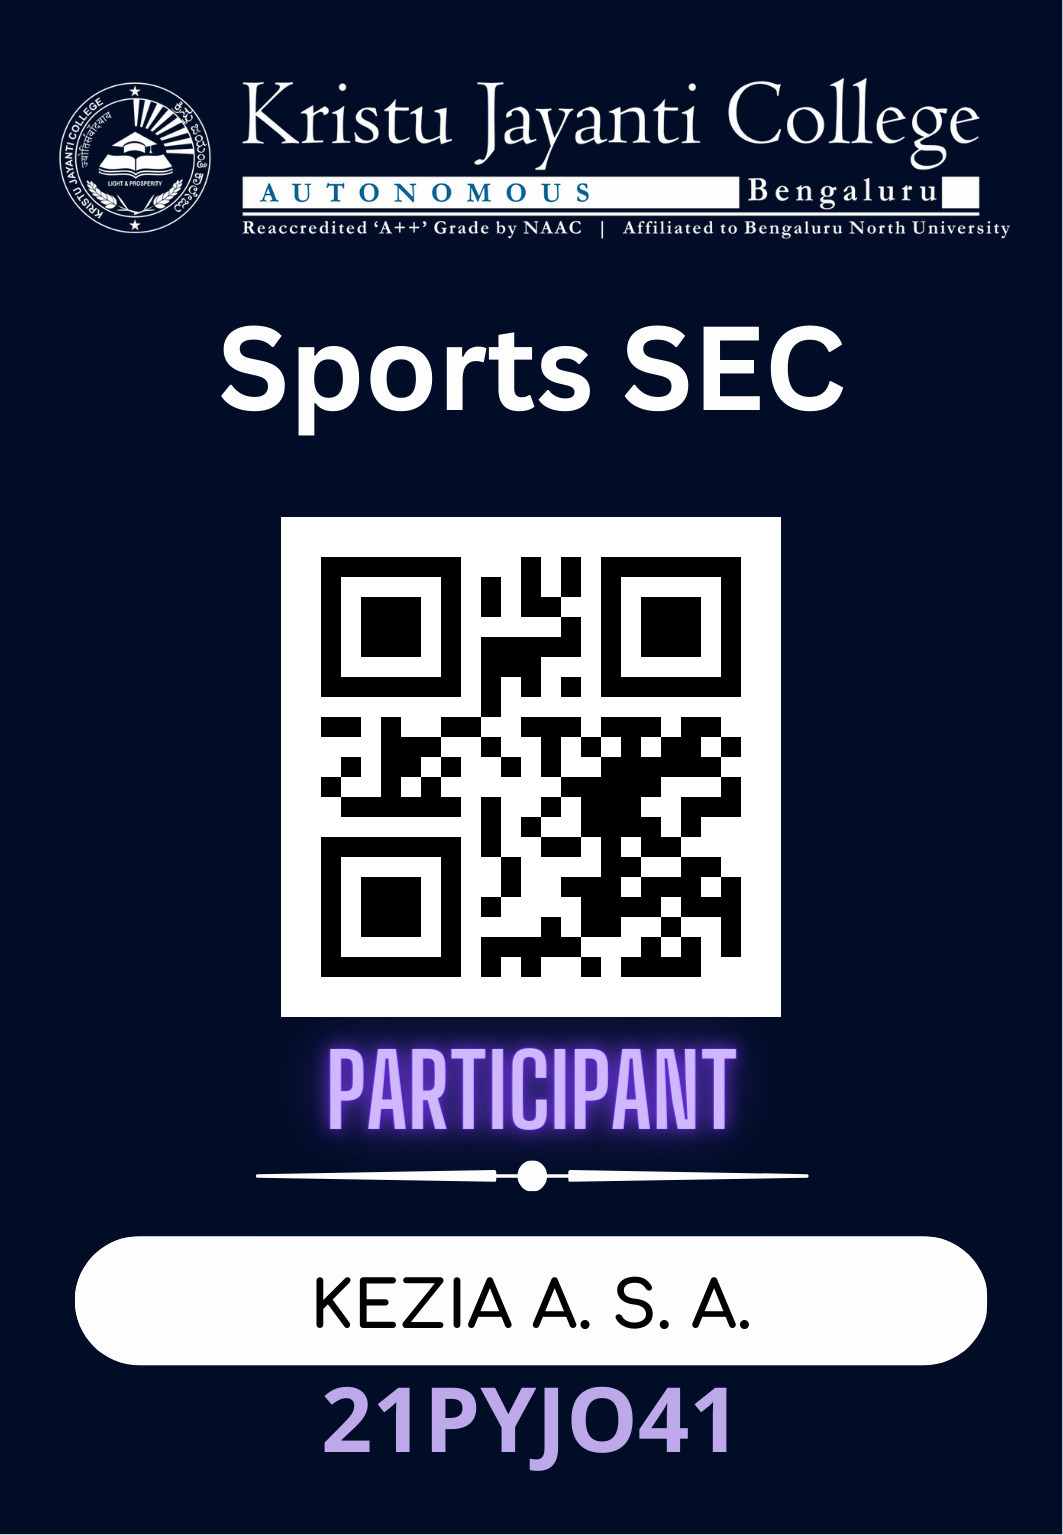 Kristu Jayanti College
AUTONOMOUS Bengaluru
Reaccredited ‘A++’ Grade by NAAC | Affiliated to Bengaluru North University
KRISTU JAYANTI COLLEGE
LIGHT & PROSPERITY
Sports SEC
PARTICIPANT
KEZIA A. S. A.
21PYJO41